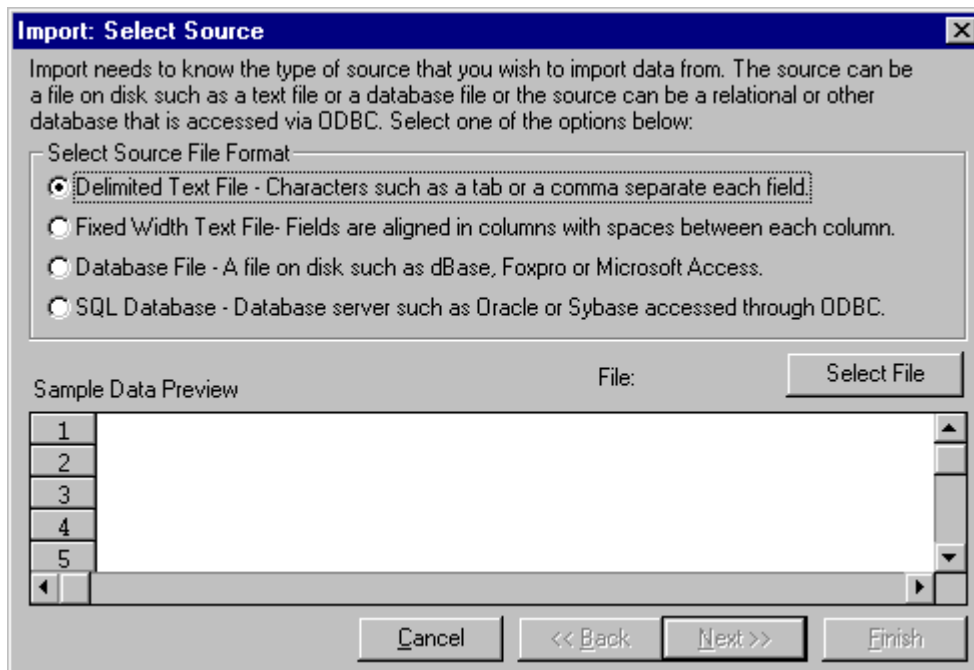 Import: Select Source
Import needs to know the type of source that you wish to import data from. The source can be
a file on disk such as a text file or a database file or the source can be a relational or other
database that is accessed via ODBC. Select one of the options below:
Select Source File Format
Delimited Text File - Characters such as a tab or a comma separate each field.
Fixed Width Text File- Fields are aligned in columns with spaces between each column.
Database File - A file on disk such as dBase, Foxpro or Microsoft Access.
SQL Database - Database server such as Oracle or Sybase accessed through ODBC.
Sample Data Preview File: Select File
1
2
3
4
5
Cancel << Back Next >> Finish